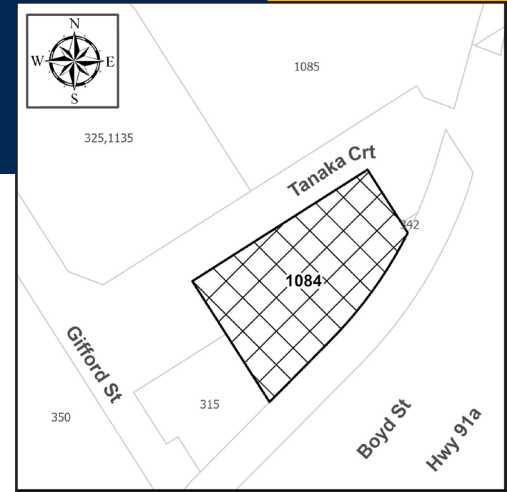 N
W E
S
1085
325,1135
Tanaka Crt
342
1084
Gifford St
315
350
Boyd St
Hwy 91a